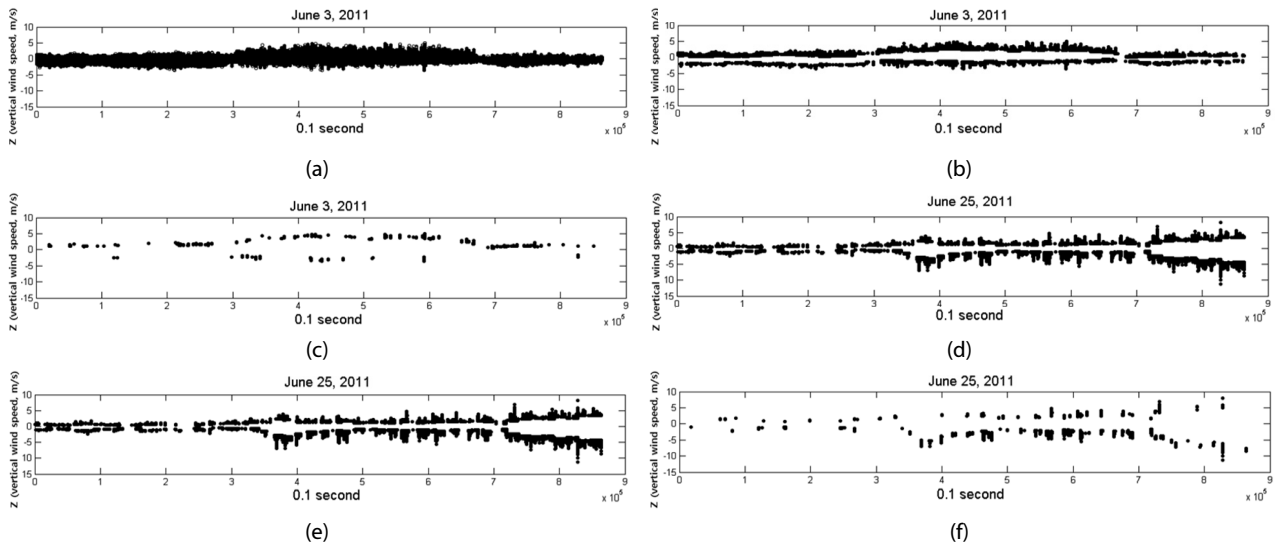 June 3, 2011
Z (vertical wind speed, m/s)
10
5
0
-5
-10
-15
0 1 2 3 4 5 6 7 8 9
0.1 second
x 10^5
(a)
June 3, 2011
Z (vertical wind speed, m/s)
10
5
0
-5
-10
-15
0 1 2 3 4 5 6 7 8 9
0.1 second
x 10^5
(b)
June 3, 2011
Z (vertical wind speed, m/s)
10
5
0
-5
-10
15
0 1 2 3 4 5 6 7 8 9
0.1 second
x 10^5
(c)
June 25, 2011
Z (vertical wind speed, m/s)
10
5
0
-5
10
15
0 1 2 3 4 5 6 7 8 9
0.1 second
x 10^5
(d)
June 25, 2011
Z (vertical wind speed, m/s)
10
5
0
-5
-10
-15
0 1 2 3 4 5 6 7 8 9
0.1 second
x 10^5
(e)
June 25, 2011
Z (vertical wind speed, m/s)
10
5
0
-5
-10
-15
0 1 2 3 4 5 6 7 8 9
0.1 second
x 10^5
(f)